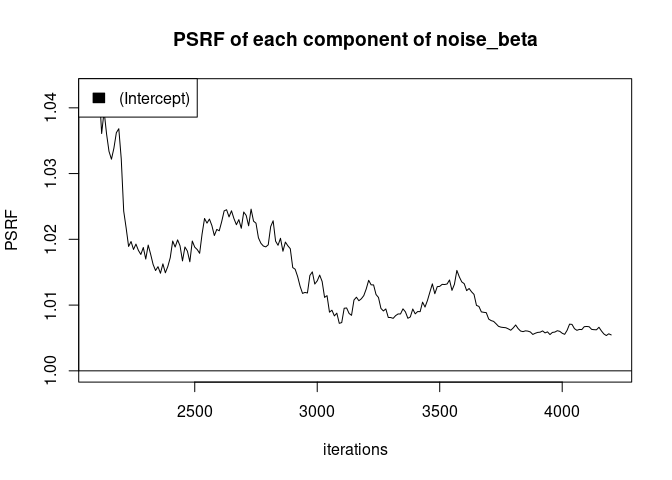 PSRF of each component of noise_beta
(Intercept)
PSRF
1.04
1.03
1.02
1.01
1.00
2500 3000 3500 4000
iterations